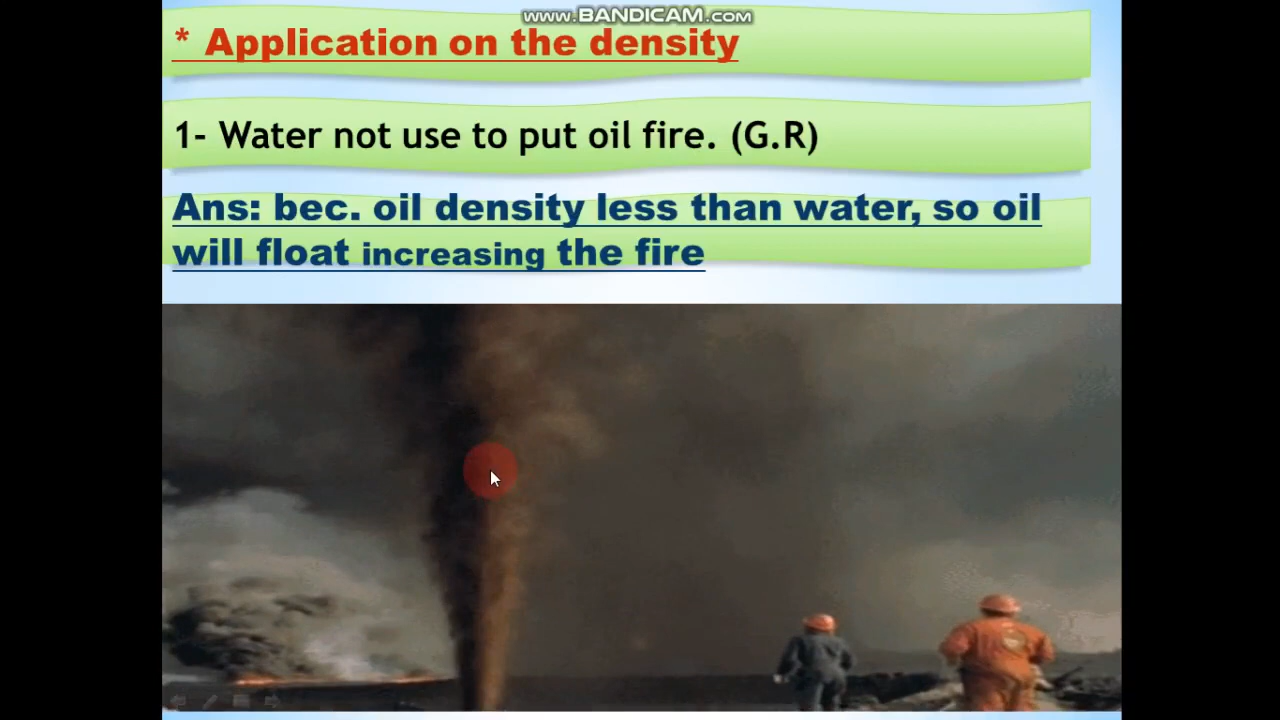 www.BANDICAM.com
* Application on the density
1- Water not use to put oil fire. (G.R)
Ans: bec. oil density less than water, so oil
will float increasing the fire